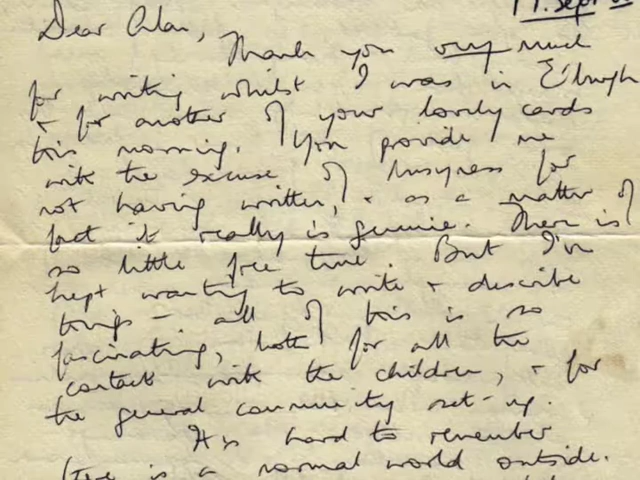 Sept
Dear Alan,
Thank you very much
for writing whilst I was in E'burgh
+ for another of your lovely cards
this morning. You provide me
with the excuse of busyness for
not having written, + as a matter of
fact it really is genuine. There is
so little free time. But I've
kept wanting to write + describe
things - all of this is so
fascinating, both for all the
contact with the children, + for
the general community set-up.
It is hard to remember
there is a normal world outside.